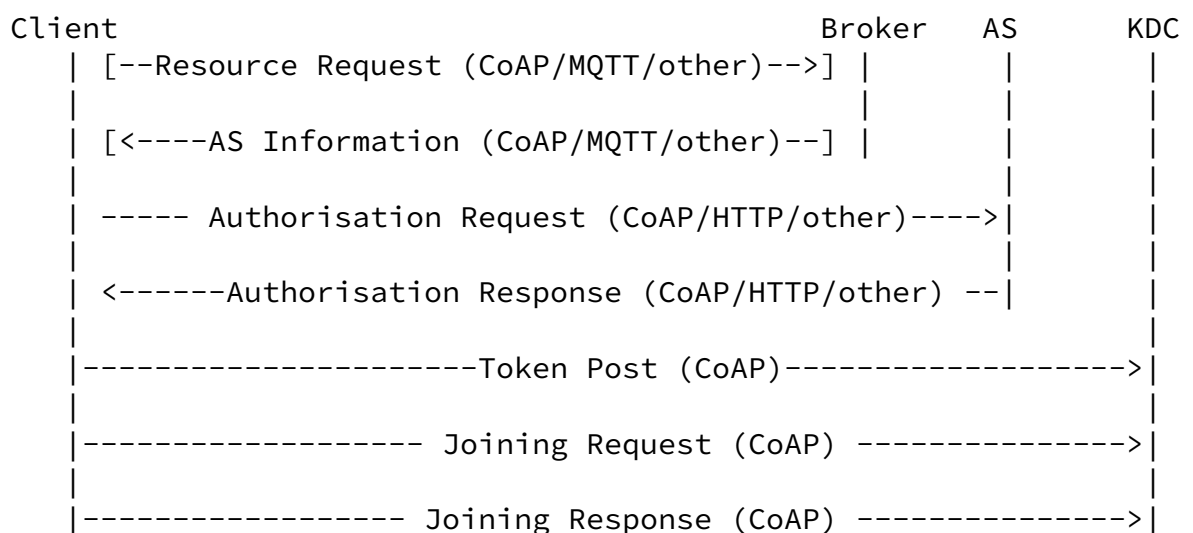 Client                                       Broker   AS      KDC
   | [--Resource Request (CoAP/MQTT/other)-->] |       |       |
   |                                           |       |       |
   | [<----AS Information (CoAP/MQTT/other)--] |       |       |
   |                                                   |       |
   | ----- Authorisation Request (CoAP/HTTP/other)---->|       |
   |                                                   |       |
   | <------Authorisation Response (CoAP/HTTP/other) --|       |
   |                                                           |
   |----------------------Token Post (CoAP)------------------->|
   |                                                           |
   |------------------- Joining Request (CoAP) --------------->|
   |                                                           |
   |------------------ Joining Response (CoAP) --------------->|